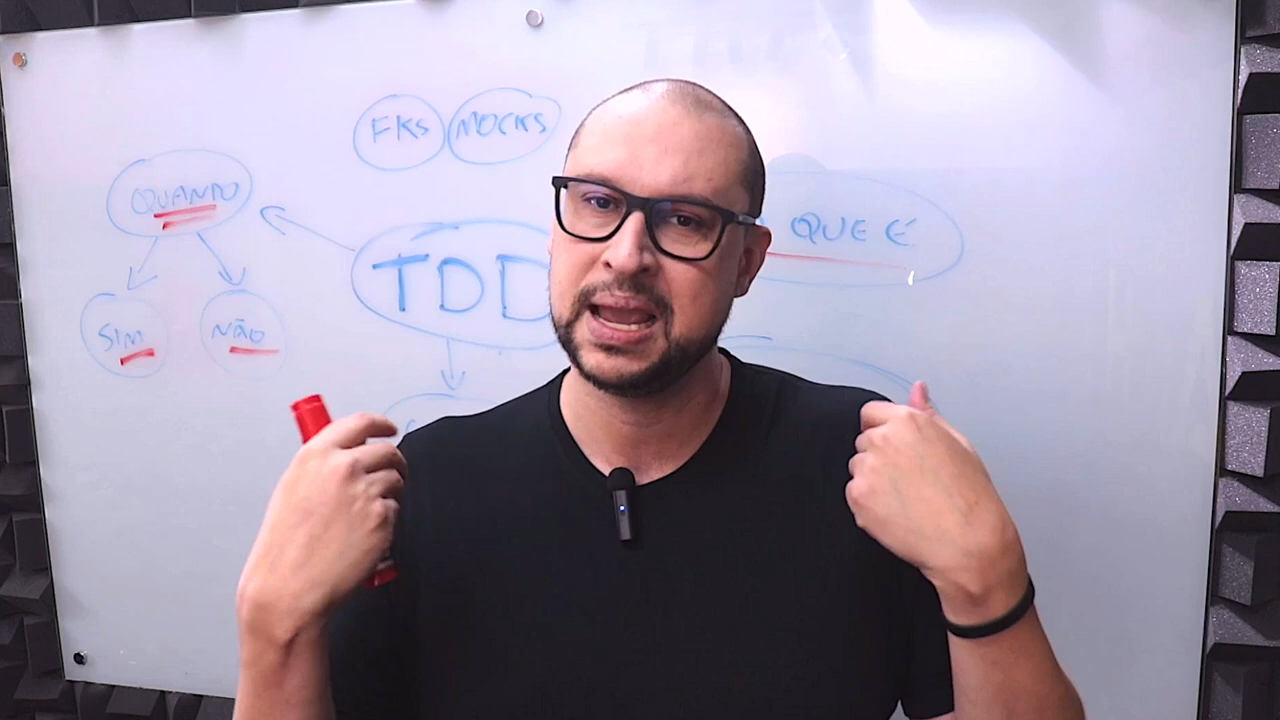 FKs
MOCKS
QUANDO
QUE É
TDD
SIM
NÃO